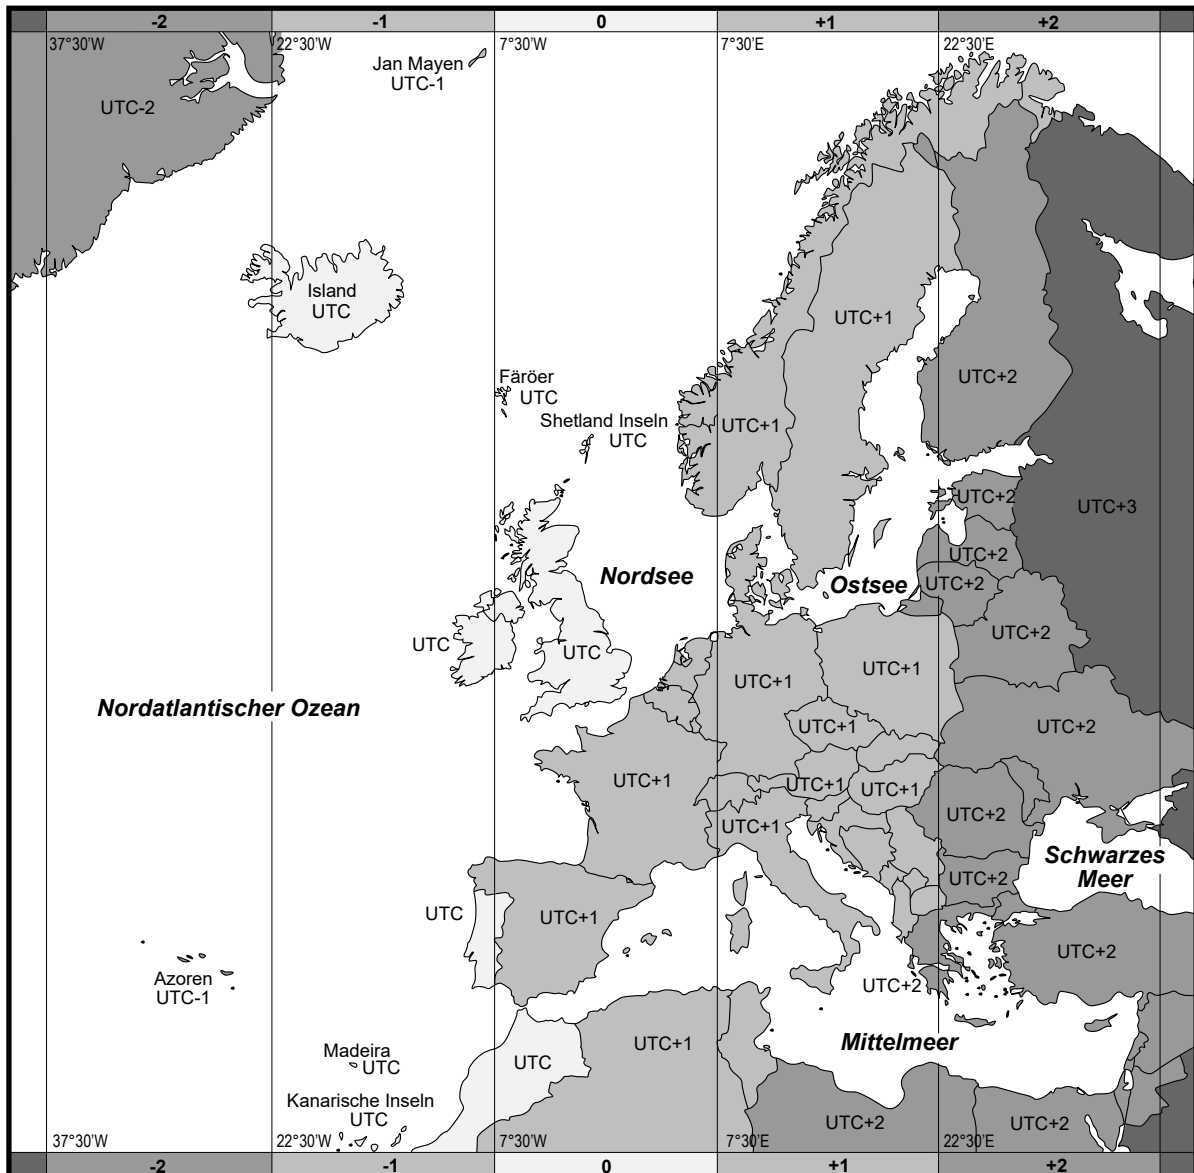 -2 -1 0 +1 +2
37°30'W 22°30'W 7°30'W 7°30'E 22°30'E
Jan Mayen
UTC-1
UTC-2
Island
UTC
UTC+1
Färöer
UTC
UTC+2
Shetland Inseln
UTC
UTC+1
UTC+2
UTC+3
UTC+2
Nordsee
Ostsee
UTC+2
UTC+2
UTC
UTC
UTC+1
UTC+1
Nordatlantischer Ozean
UTC+1
UTC+2
UTC+1
UTC+1
UTC+1
UTC+1
UTC+2
Schwarzes
Meer
UTC+2
UTC
UTC+1
UTC+2
Azoren
UTC-1
UTC+2
Mittelmeer
UTC+1
Madeira
UTC
UTC
Kanarische Inseln
UTC
UTC+2
UTC+2
37°30'W 22°30'W 7°30'W 7°30'E 22°30'E
-2 -1 0 +1 +2